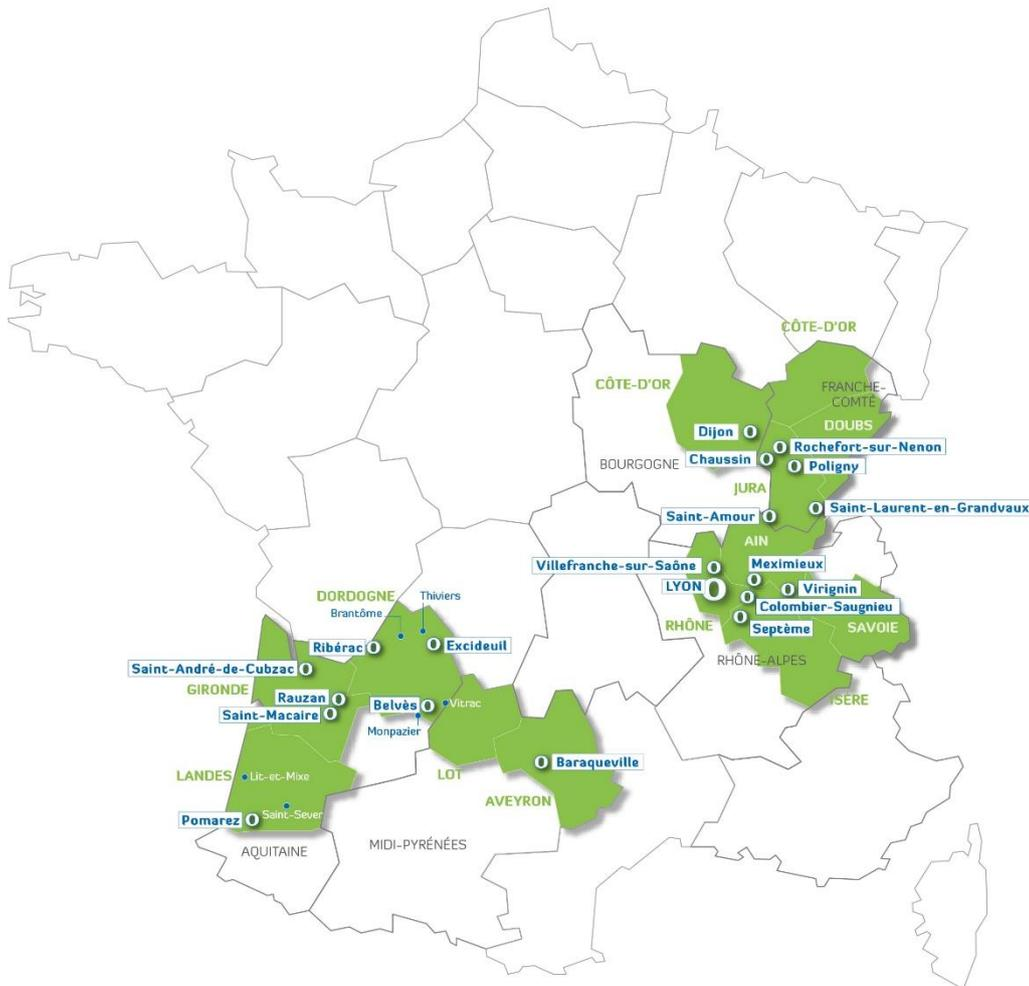 CÔTE-D'OR
CÔTE-D'OR
FRANCHE-
COMTÉ
DOUBS
Dijon
Rochefort-sur-Nenon
Chaussin
BOURGOGNE
Poligny
JURA
Saint-Laurent-en-Grandvaux
Saint-Amour
AIN
Villefranche-sur-Saône
Meximieux
LYON
Virignin
Colombier-Saugnieu
RHÔNE
Septème
SAVOIE
RHÔNE-ALPES
ISÈRE
DORDOGNE
Thiviers
Brantôme
Ribérac
Excideuil
Saint-André-de-Cubzac
GIRONDE
Rauzan
Saint-Macaire
Belvès
Vitrac
Monpazier
LANDES
Lit-et-Mixe
LOT
Baraqueville
AVEYRON
Saint-Sever
Pomarez
AQUITAINE
MIDI-PYRÉNÉES